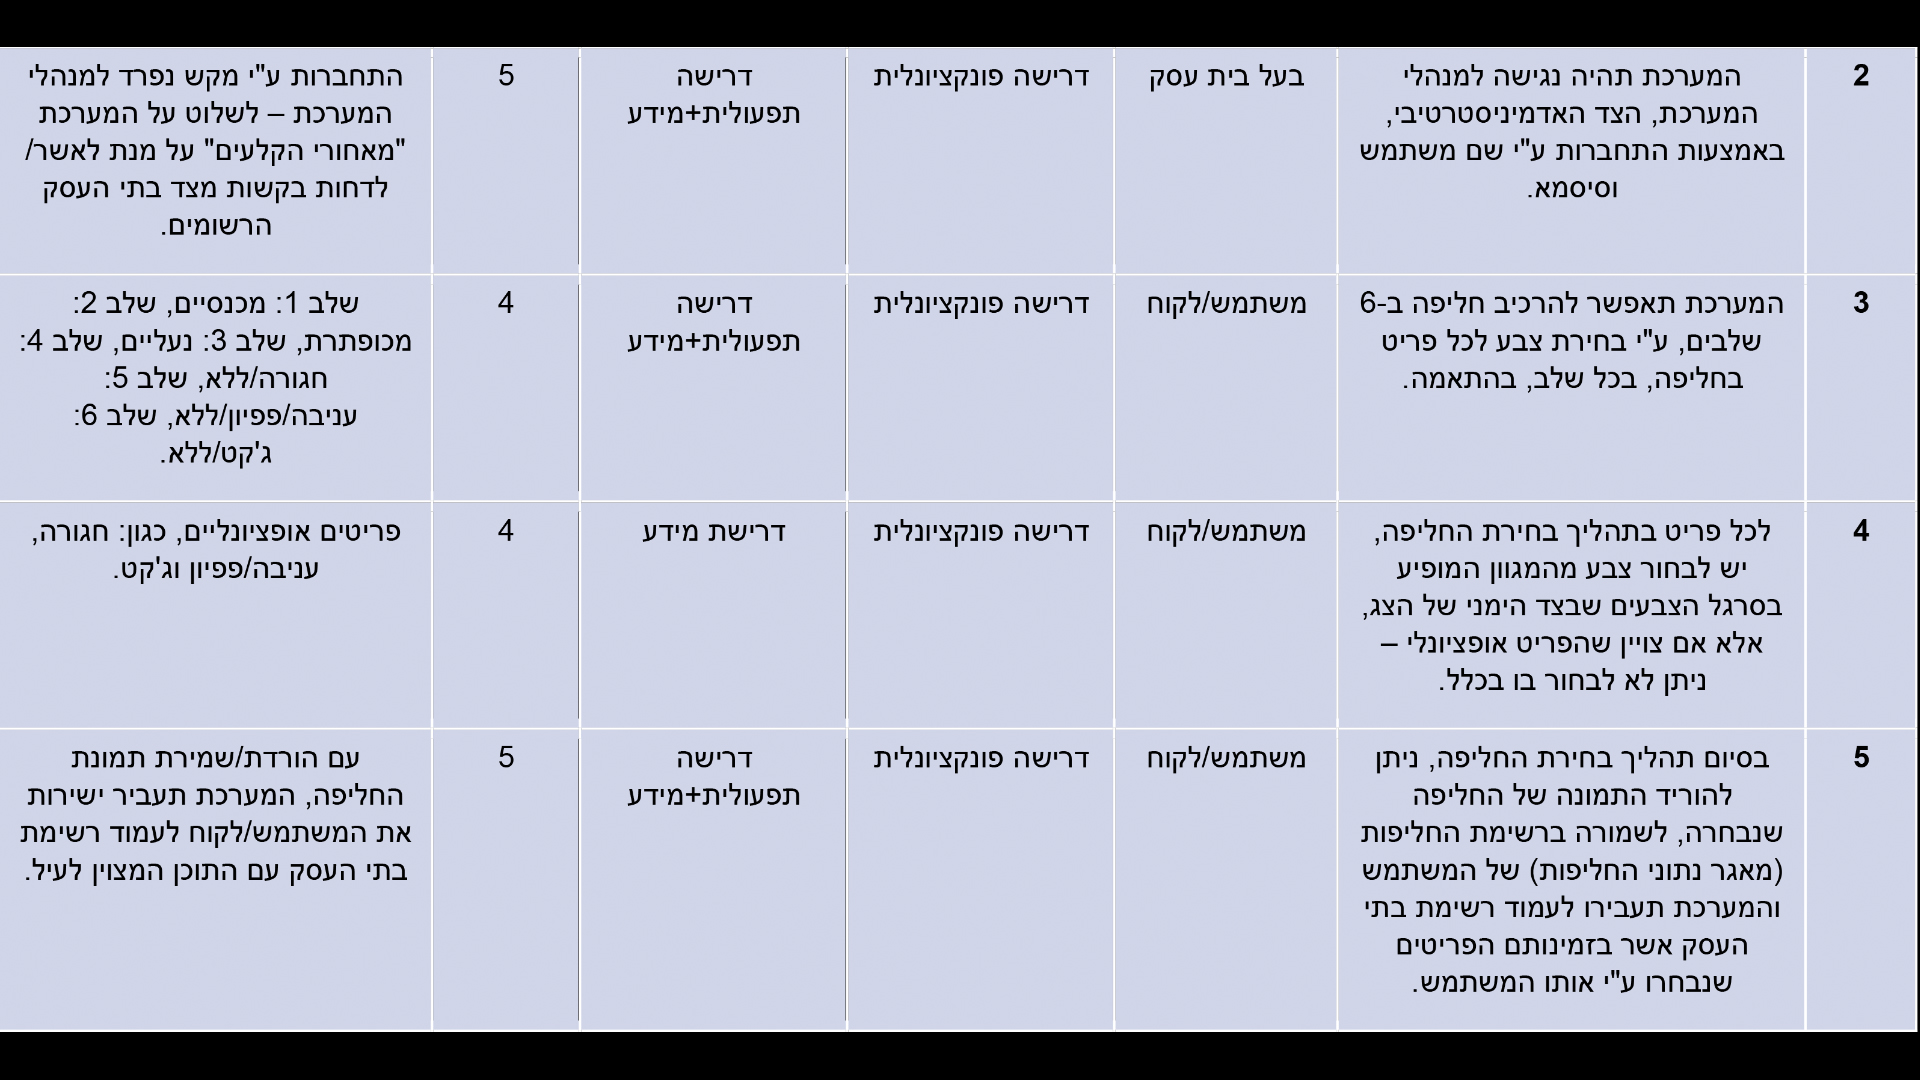 2
המערכת תהיה נגישה למנהלי
המערכת, הצד האדמיניסטרטיבי,
באמצעות התחברות ע"י שם משתמש
וסיסמא.
בעל בית עסק
דרישה פונקציונלית
דרישה
תפעולית+מידע
5
התחברות ע"י מקש נפרד למנהלי
המערכת – לשלוט על המערכת
"מאחורי הקלעים" על מנת לאשר/
לדחות בקשות מצד בתי העסק
הרשומים.
3
המערכת תאפשר להרכיב חליפה ב-6
שלבים, ע"י בחירת צבע לכל פריט
בחליפה, בכל שלב, בהתאמה.
משתמש/לקוח
דרישה פונקציונלית
דרישה
תפעולית+מידע
4
שלב 1: מכנסיים, שלב 2:
מכופתרת, שלב 3: נעליים, שלב 4:
חגורה/ללא, שלב 5:
עניבה/פפיון/ללא, שלב 6:
ג'קט/ללא.
4
לכל פריט בתהליך בחירת החליפה,
יש לבחור צבע מהמגוון המופיע
בסרגל הצבעים שבצד הימני של הצג,
אלא אם צויין שהפריט אופציונלי –
ניתן לא לבחור בו בכלל.
משתמש/לקוח
דרישה פונקציונלית
דרישת מידע
4
פריטים אופציונליים, כגון: חגורה,
עניבה/פפיון וג'קט.
5
בסיום תהליך בחירת החליפה, ניתן
להוריד התמונה של החליפה
שנבחרה, לשמורה ברשימת החליפות
(מאגר נתוני החליפות) של המשתמש
והמערכת תעבירו לעמוד רשימת בתי
העסק אשר בזמינותם הפריטים
שנבחרו ע"י אותו המשתמש.
משתמש/לקוח
דרישה פונקציונלית
דרישה
תפעולית+מידע
5
עם הורדת/שמירת תמונת
החליפה, המערכת תעביר ישירות
את המשתמש/לקוח לעמוד רשימת
בתי העסק עם התוכן המצוין לעיל.